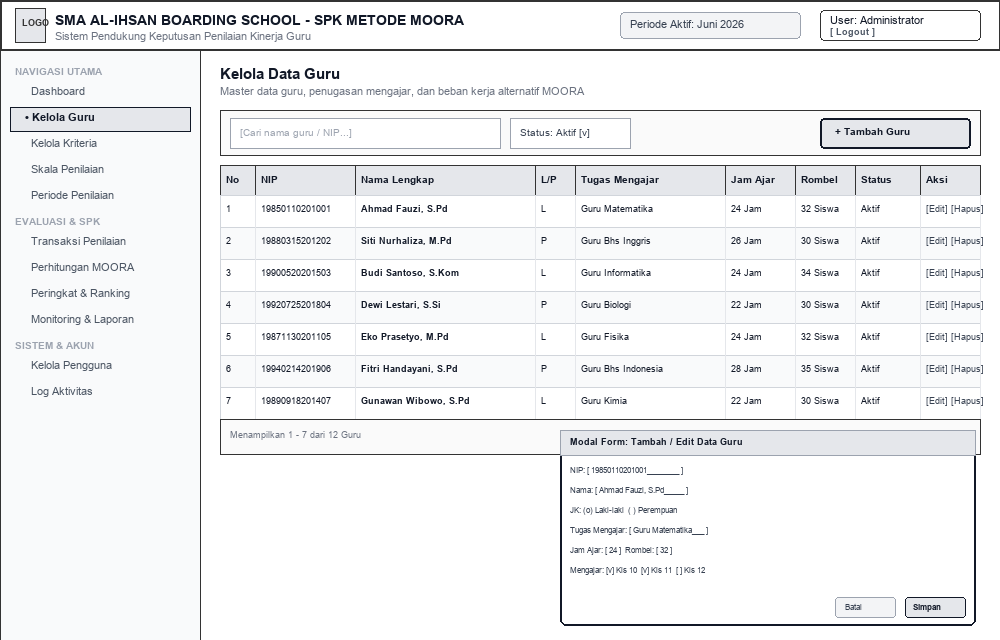 LOGO
SMA AL-IHSAN BOARDING SCHOOL - SPK METODE MOORA
Sistem Pendukung Keputusan Penilaian Kinerja Guru
Periode Aktif: Juni 2026
User: Administrator
[ Logout ]
NAVIGASI UTAMA
Dashboard
• Kelola Guru
Kelola Kriteria
Skala Penilaian
Periode Penilaian
EVALUASI & SPK
Transaksi Penilaian
Perhitungan MOORA
Peringkat & Ranking
Monitoring & Laporan
SISTEM & AKUN
Kelola Pengguna
Log Aktivitas
Kelola Data Guru
Master data guru, penugasan mengajar, dan beban kerja alternatif MOORA
[Cari nama guru / NIP...]
Status: Aktif [v]
+ Tambah Guru
No NIP Nama Lengkap L/P Tugas Mengajar Jam Ajar Rombel Status Aksi
1 19850110201001 Ahmad Fauzi, S.Pd L Guru Matematika 24 Jam 32 Siswa Aktif [Edit] [Hapus]
2 19880315201202 Siti Nurhaliza, M.Pd P Guru Bhs Inggris 26 Jam 30 Siswa Aktif [Edit] [Hapus]
3 19900520201503 Budi Santoso, S.Kom L Guru Informatika 24 Jam 34 Siswa Aktif [Edit] [Hapus]
4 19920725201804 Dewi Lestari, S.Si P Guru Biologi 22 Jam 30 Siswa Aktif [Edit] [Hapus]
5 19871130201105 Eko Prasetyo, M.Pd L Guru Fisika 24 Jam 32 Siswa Aktif [Edit] [Hapus]
6 19940214201906 Fitri Handayani, S.Pd P Guru Bhs Indonesia 28 Jam 35 Siswa Aktif [Edit] [Hapus]
7 19890918201407 Gunawan Wibowo, S.Pd L Guru Kimia 22 Jam 30 Siswa Aktif [Edit] [Hapus]
Menampilkan 1 - 7 dari 12 Guru
Modal Form: Tambah / Edit Data Guru
NIP: [ 19850110201001________ ]
Nama: [ Ahmad Fauzi, S.Pd_____ ]
JK: (o) Laki-laki ( ) Perempuan
Tugas Mengajar: [ Guru Matematika___ ]
Jam Ajar: [ 24 ] Rombel: [ 32 ]
Mengajar: [v] Kls 10 [v] Kls 11 [ ] Kls 12
Batal
Simpan